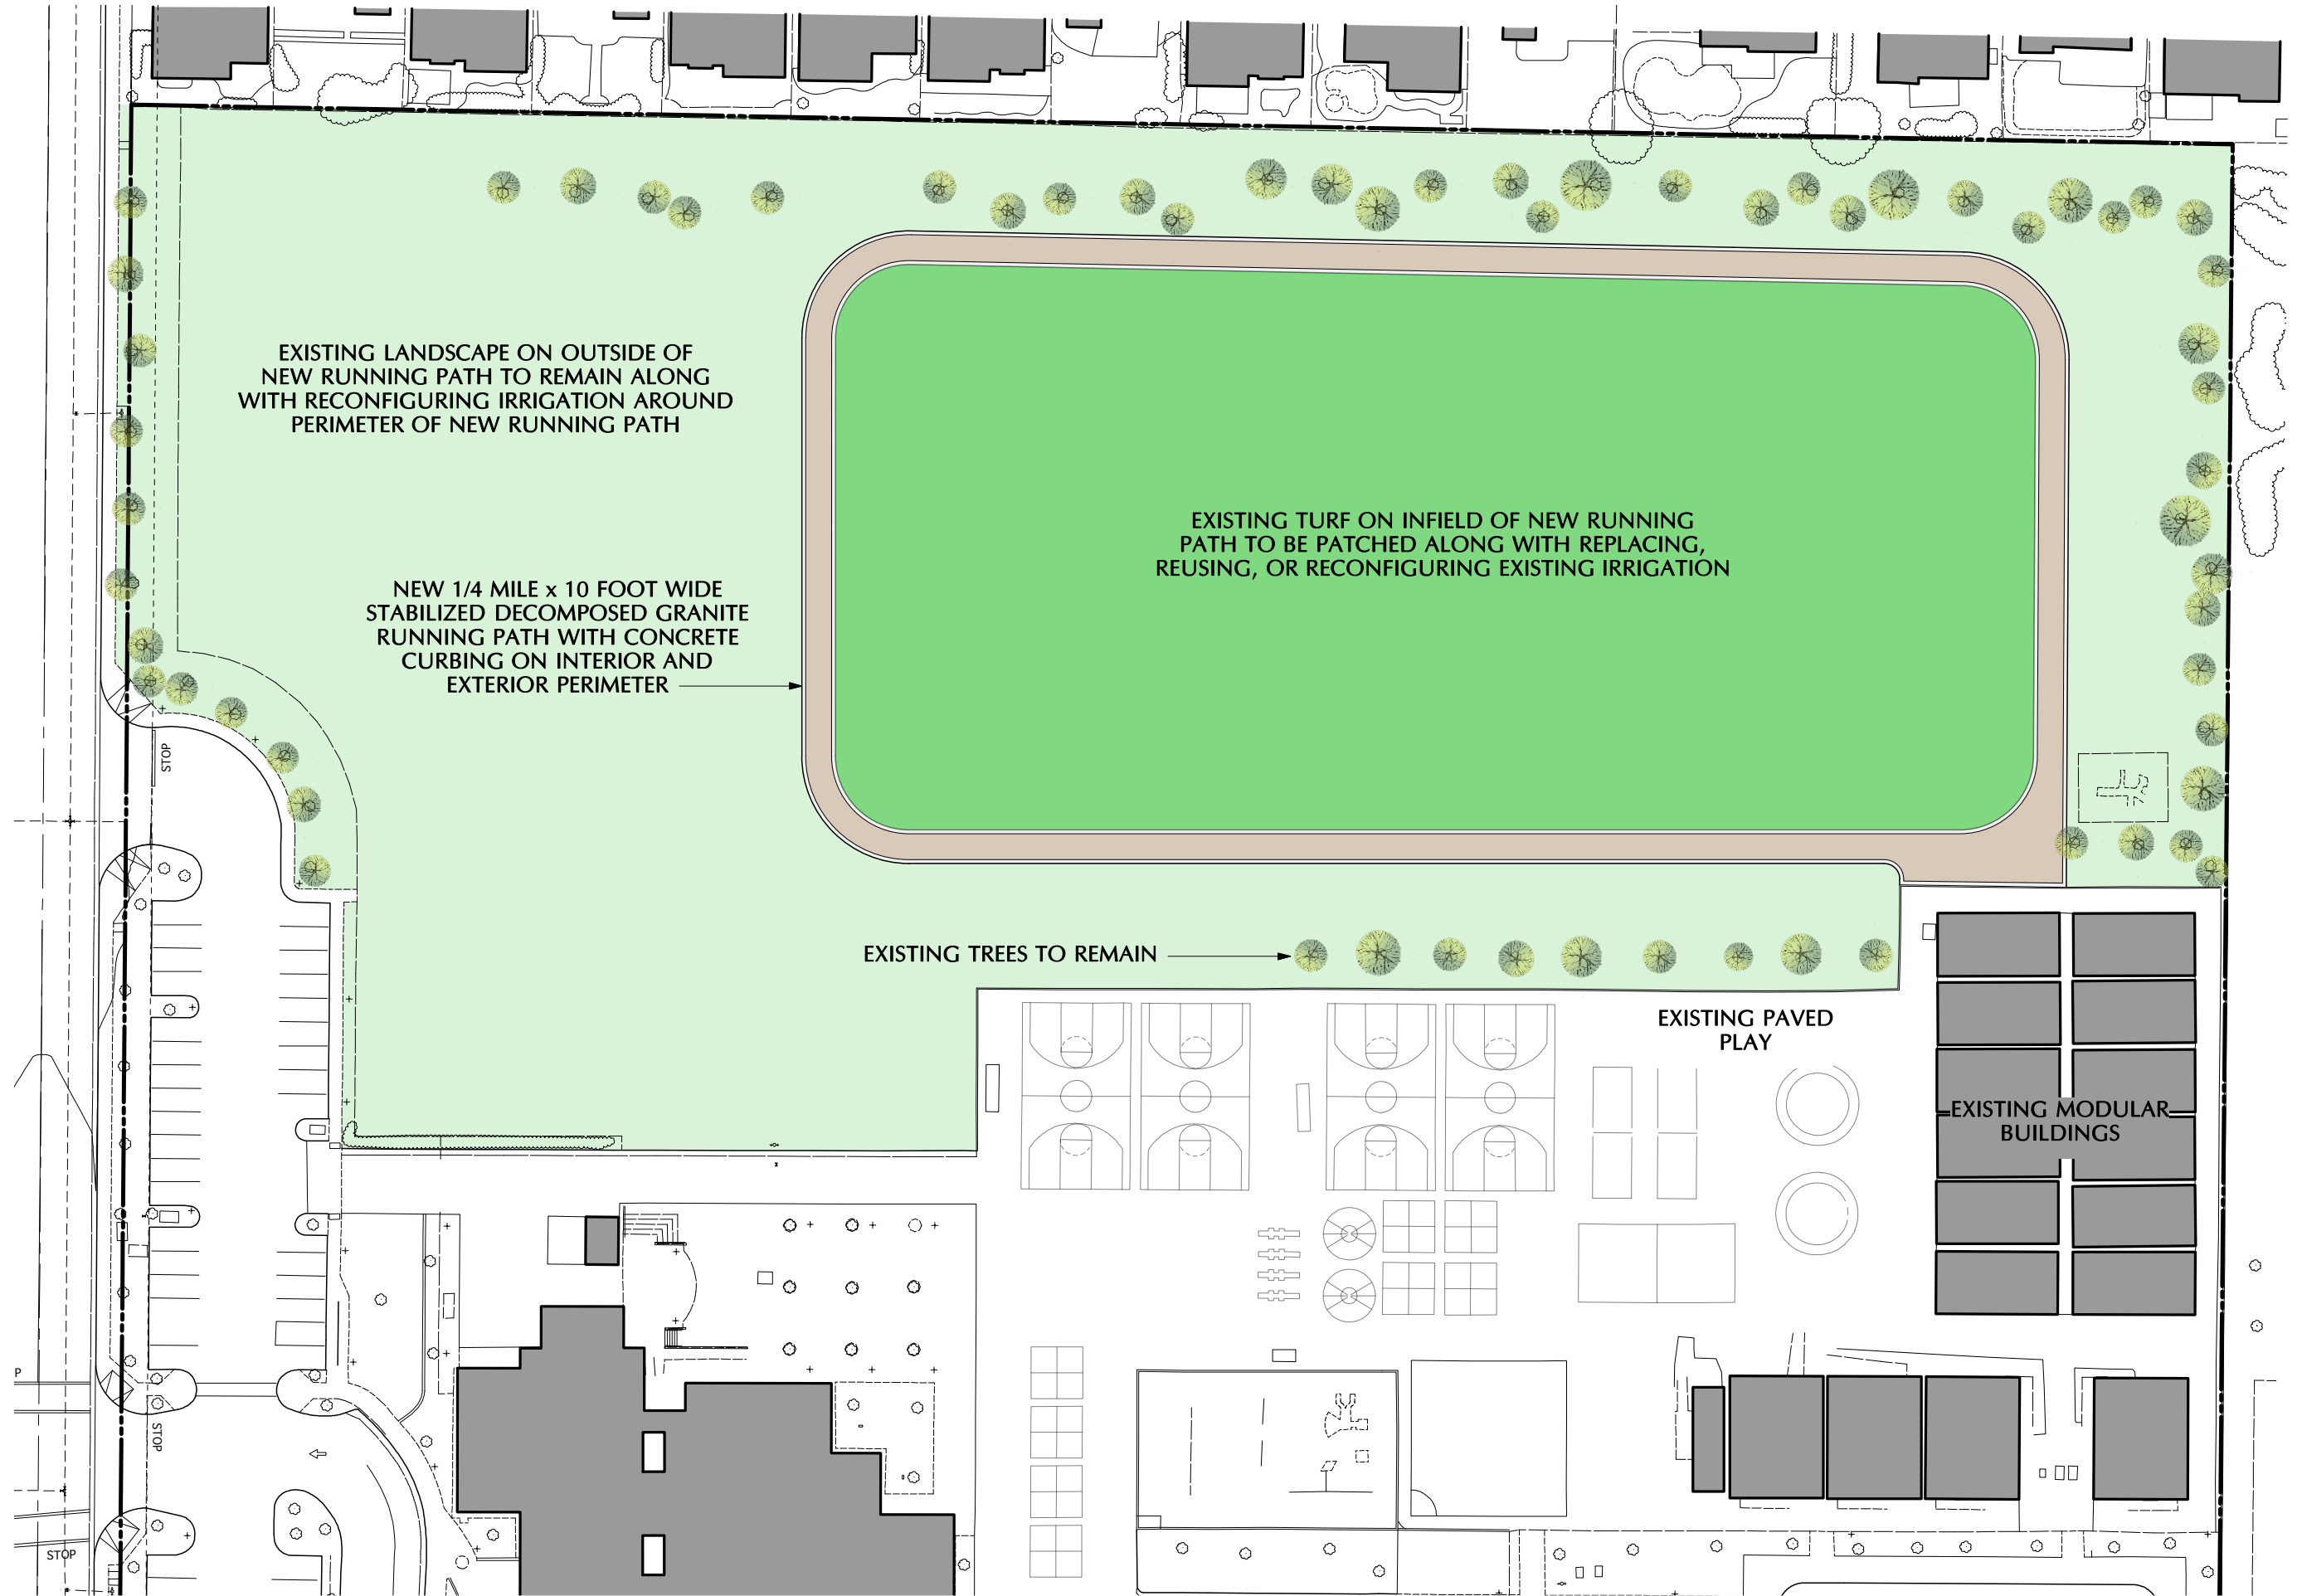 EXISTING LANDSCAPE ON OUTSIDE OF
NEW RUNNING PATH TO REMAIN ALONG
WITH RECONFIGURING IRRIGATION AROUND
PERIMETER OF NEW RUNNING PATH
EXISTING TURF ON INFIELD OF NEW RUNNING
PATH TO BE PATCHED ALONG WITH REPLACING,
REUSING, OR RECONFIGURING EXISTING IRRIGATION
NEW 1/4 MILE x 10 FOOT WIDE
STABILIZED DECOMPOSED GRANITE
RUNNING PATH WITH CONCRETE
CURBING ON INTERIOR AND
EXTERIOR PERIMETER
STOP
EXISTING TREES TO REMAIN
EXISTING PAVED
PLAY
EXISTING MODULAR
BUILDINGS
P
STOP
STOP